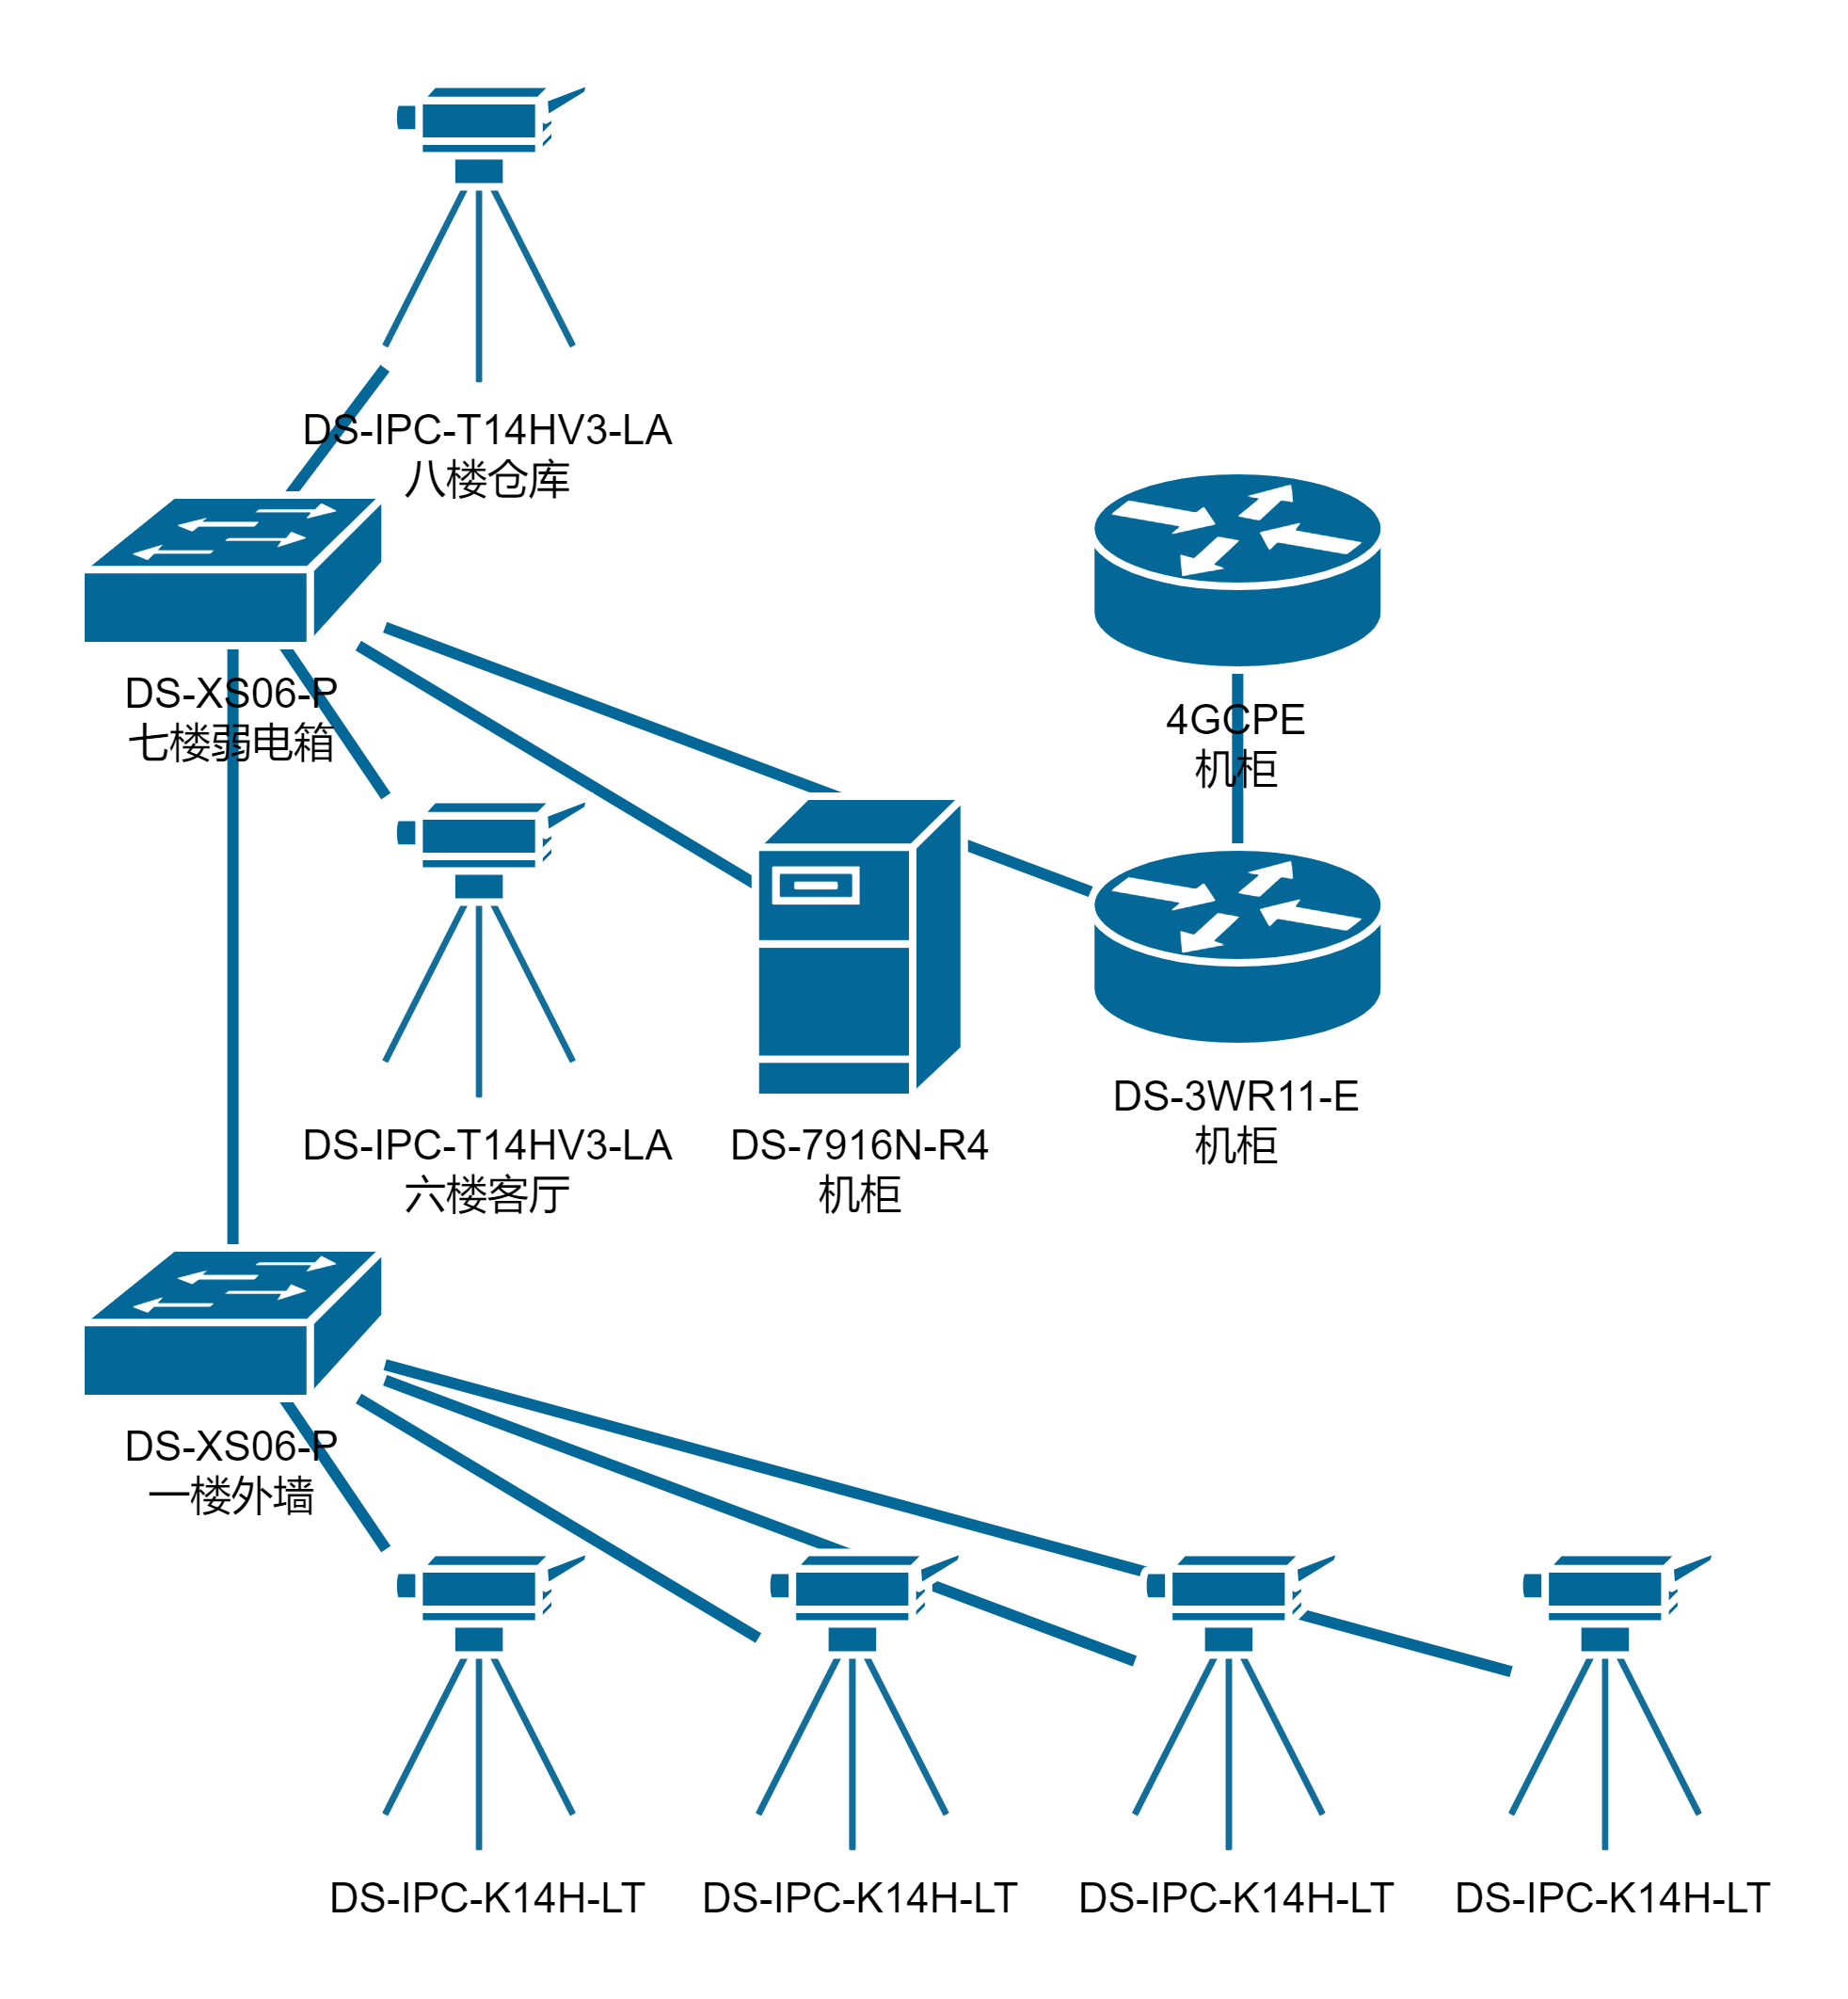 DS-IPC-T14HV3-LA
八楼仓库
DS-XS06-P
七楼弱电箱
4GCPE
机柜
DS-IPC-T14HV3-LA
六楼客厅
DS-7916N-R4
机柜
DS-3WR11-E
机柜
DS-XS06-P
一楼外墙
DS-IPC-K14H-LT
DS-IPC-K14H-LT
DS-IPC-K14H-LT
DS-IPC-K14H-LT